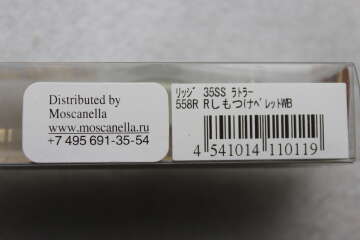 Distributed by
Moscanella
www.moscanella.ru
+7 495 691-35-54
ﾘｯｼﾞ 35SS ﾗﾄﾗｰ
558R RしもつけﾍﾞﾚｯﾄWB
4 541014 110119